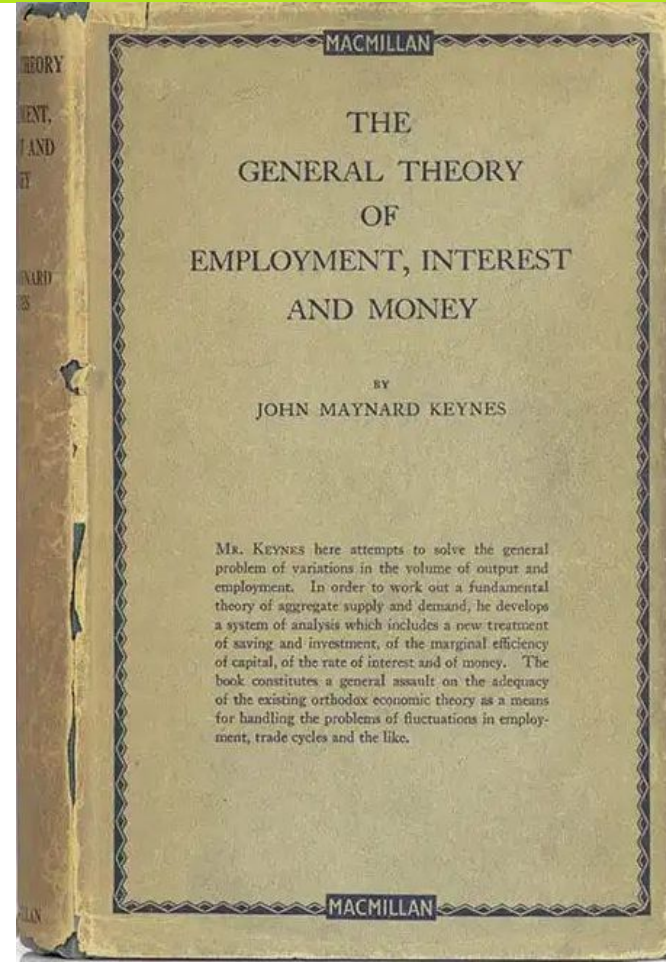 HEORY
MENT,
AND
MACMILLAN
THE
GENERAL THEORY
OF
EMPLOYMENT, INTEREST
AND MONEY
BY
JOHN MAYNARD KEYNES
MR. KEYNES here attempts to solve the general
problem of variations in the volume of output and
employment. In order to work out a fundamental
theory of aggregate supply and demand, he develops
a system of analysis which includes a new treatment
of saving and investment, of the marginal efficiency
of capital, of the rate of interest and of money. The
book constitutes a general assault on the adequacy
of the existing orthodox economic theory as a means
for handling the problems of fluctuations in employ-
ment, trade cycles and the like.
MACMILLAN